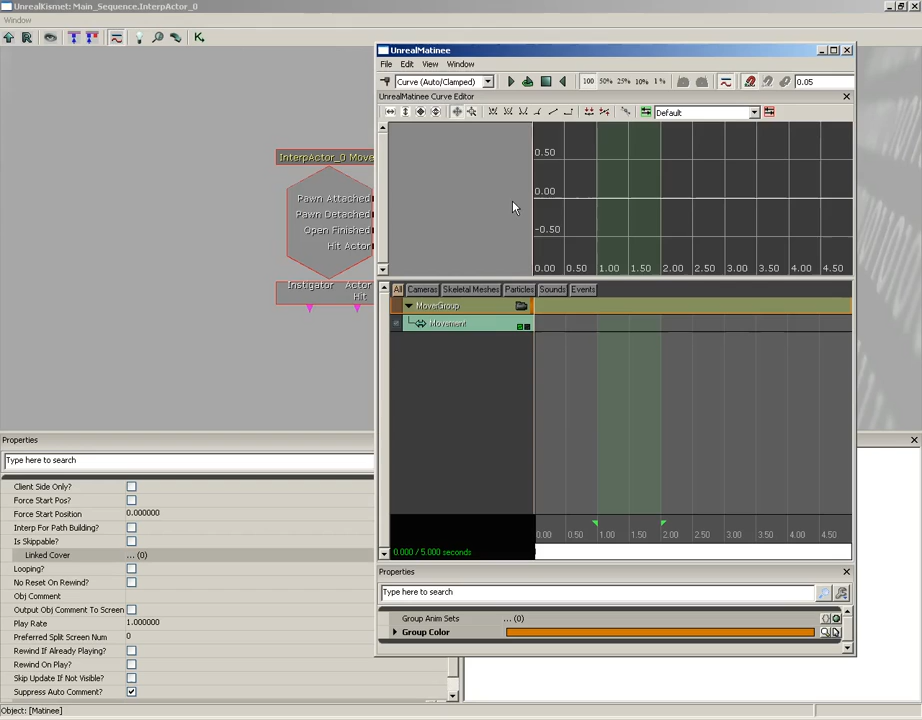 UnrealKismet: Main_Sequence.InterpActor_0
Window
InterpActor_0 Move
Pawn Attached
Pawn Detached
Open Finished
Hit Actor
Instigator
Actor
Hit
UnrealMatinee
File Edit View Window
Curve (Auto/Clamped)
100 50% 25% 10% 1 %
0.05
UnrealMatinee Curve Editor
Default
0.50
0.00
-0.50
0.00 0.50 1.00 1.50 2.00 2.50 3.00 3.50 4.00 4.50
All Cameras Skeletal Meshes Particles Sounds Events
MoverGroup
Movement
0.00 0.50 1.00 1.50 2.00 2.50 3.00 3.50 4.00 4.50
0.000 / 5.000 seconds
Properties
Type here to search
Group Anim Sets ... (0)
Group Color
Properties
Type here to search
Client Side Only?
Force Start Pos?
Force Start Position 0.000000
Interp For Path Building?
Is Skippable?
Linked Cover ... (0)
Looping?
No Reset On Rewind?
Obj Comment
Output Obj Comment To Screen
Play Rate 1.000000
Preferred Split Screen Num 0
Rewind If Already Playing?
Rewind On Play?
Skip Update If Not Visible?
Suppress Auto Comment?
Object: [Matinee]